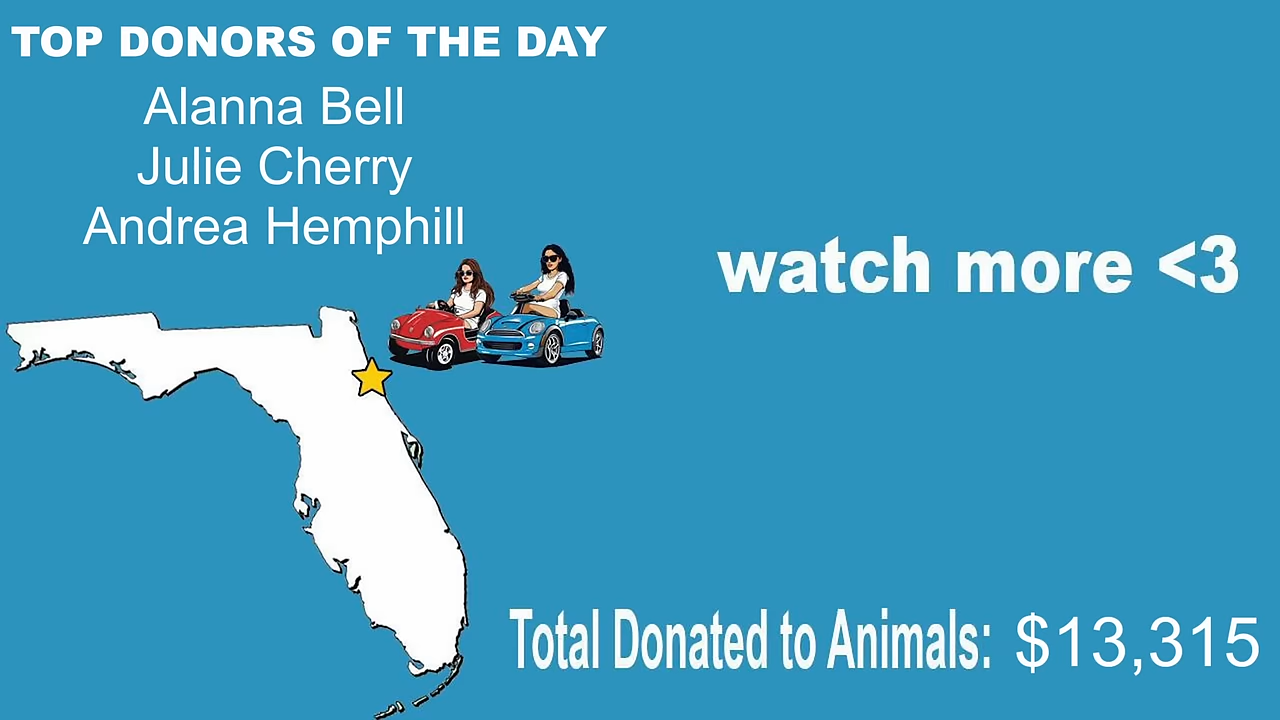 TOP DONORS OF THE DAY
Alanna Bell
Julie Cherry
Andrea Hemphill
watch more <3
Total Donated to Animals: $13,315